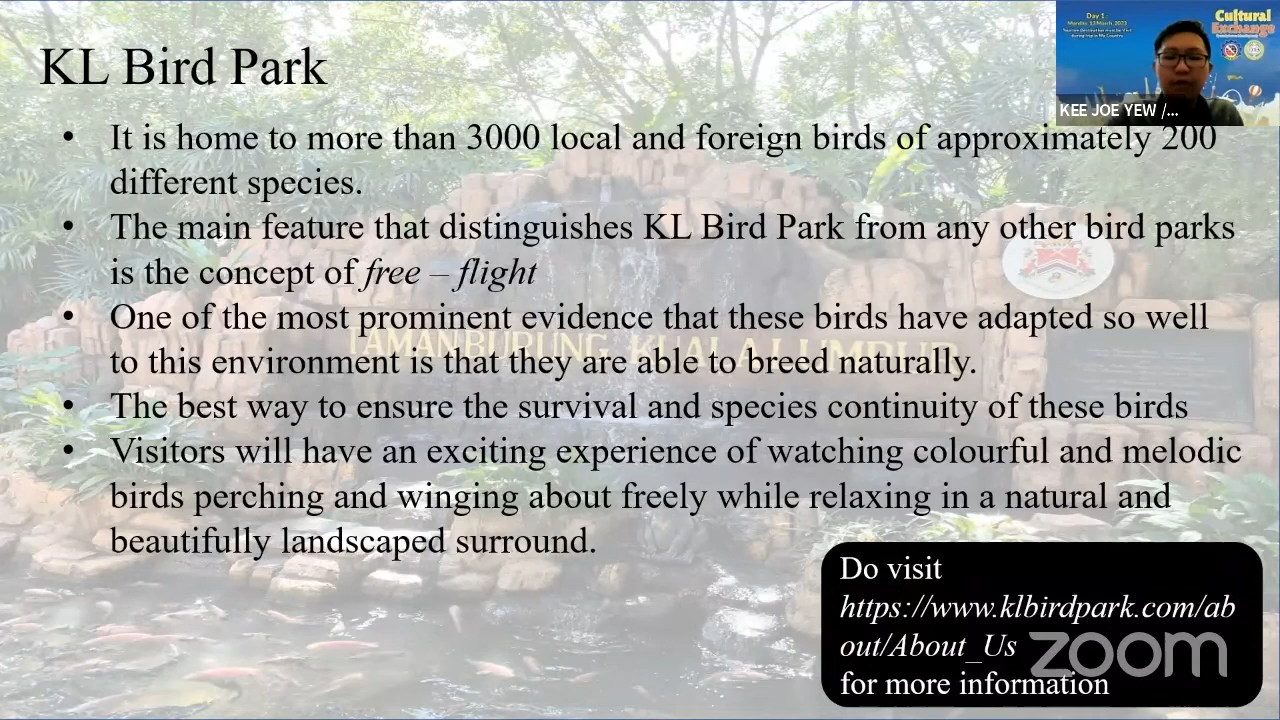 KL Bird Park
Day 1
Cultural
Exchange
KEE JOE YEW /...
• It is home to more than 3000 local and foreign birds of approximately 200
different species.
• The main feature that distinguishes KL Bird Park from any other bird parks
is the concept of free – flight
• One of the most prominent evidence that these birds have adapted so well
to this environment is that they are able to breed naturally.
TAMAN BURUNG KUALA LUMPUR
• The best way to ensure the survival and species continuity of these birds
• Visitors will have an exciting experience of watching colourful and melodic
birds perching and winging about freely while relaxing in a natural and
beautifully landscaped surround.
Do visit
https://www.klbirdpark.com/ab
out/About_Us
for more information
zoom